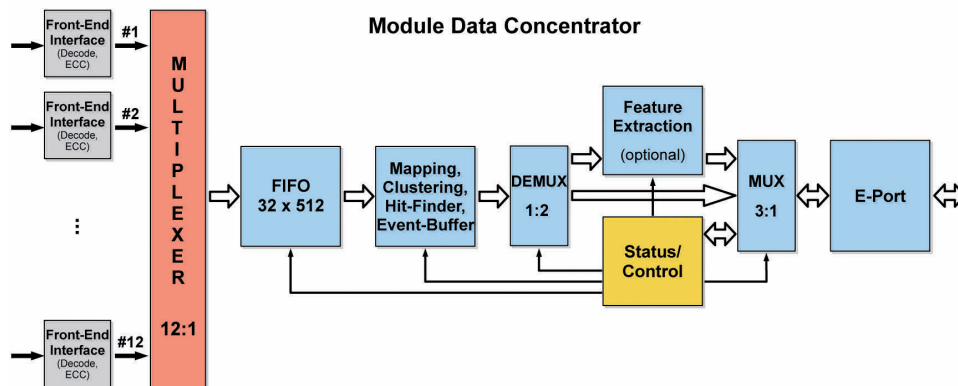 Module Data Concentrator
Front-End
Interface
(Decode,
ECC)
#1
Front-End
Interface
(Decode,
ECC)
#2
...
Front-End
Interface
(Decode,
ECC)
#12
MULTIPLEXER
12:1
FIFO
32 x 512
Mapping,
Clustering,
Hit-Finder,
Event-Buffer
DEMUX
1:2
Feature
Extraction
(optional)
Status/
Control
MUX
3:1
E-Port